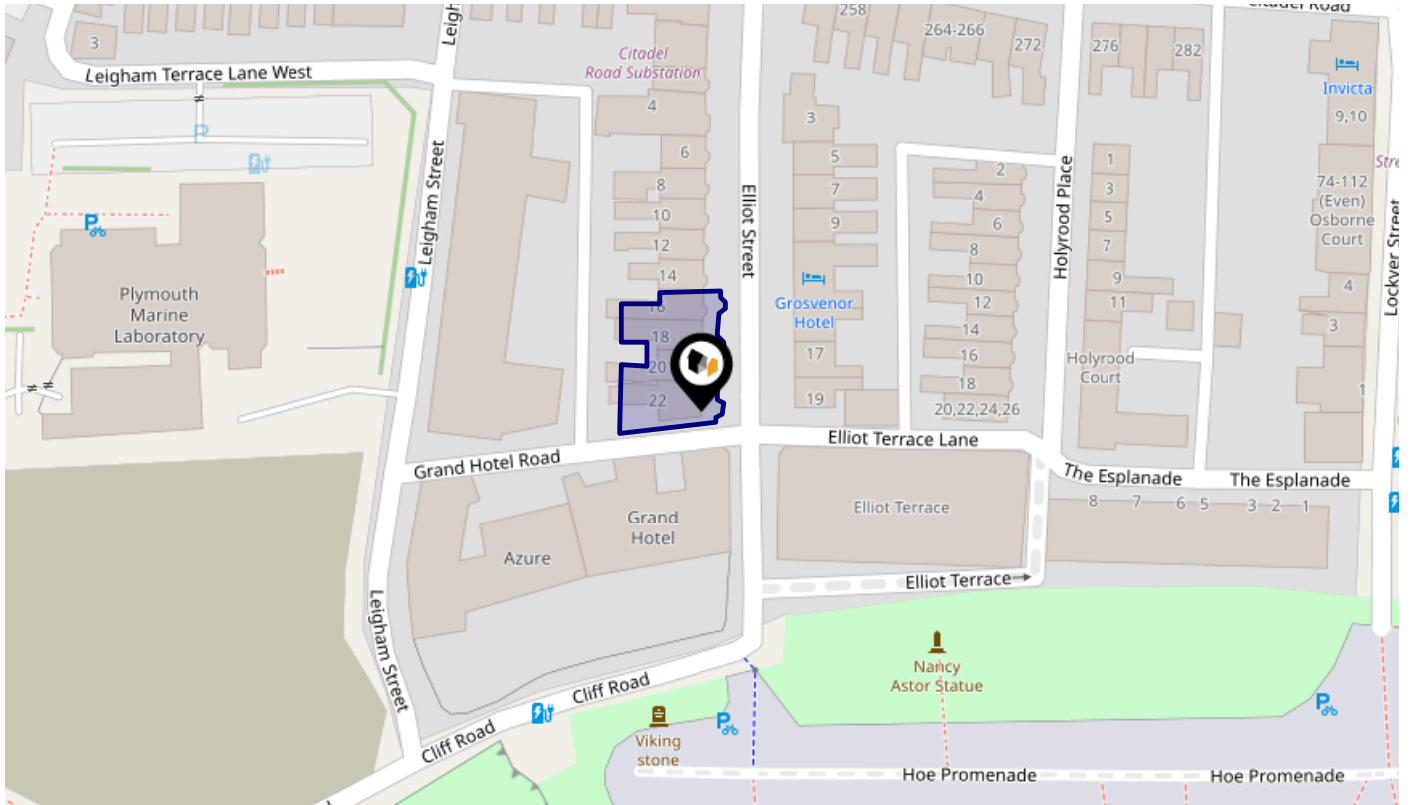 Citadel Road
Leigh
3
258
264-266
272
276
282
Citadel
Road Substation
Leigham Terrace Lane West
Invicta
9,10
4
3
P
6
5
1
2
8
7
3
4
74-112
(Even)
Osborne
Court
Stre
10
9
5
6
12
7
8
14
Leigham Street
Elliot Street
Holyrood Place
Lockyer Street
P
10
9
4
Plymouth
Marine
Laboratory
Grosvenor
Hotel
12
11
16
3
18
14
17
16
Holyrood
Court
20
18
1
22
19
20,22,24,26
Elliot Terrace Lane
Grand Hotel Road
The Esplanade
The Esplanade
8
7
6
5
3
2
1
Elliot Terrace
Grand
Hotel
Azure
Elliot Terrace
Leigham Street
Nancy
Astor Statue
Cliff Road
P
P
Cliff Road
Viking
stone
Hoe Promenade
Hoe Promenade